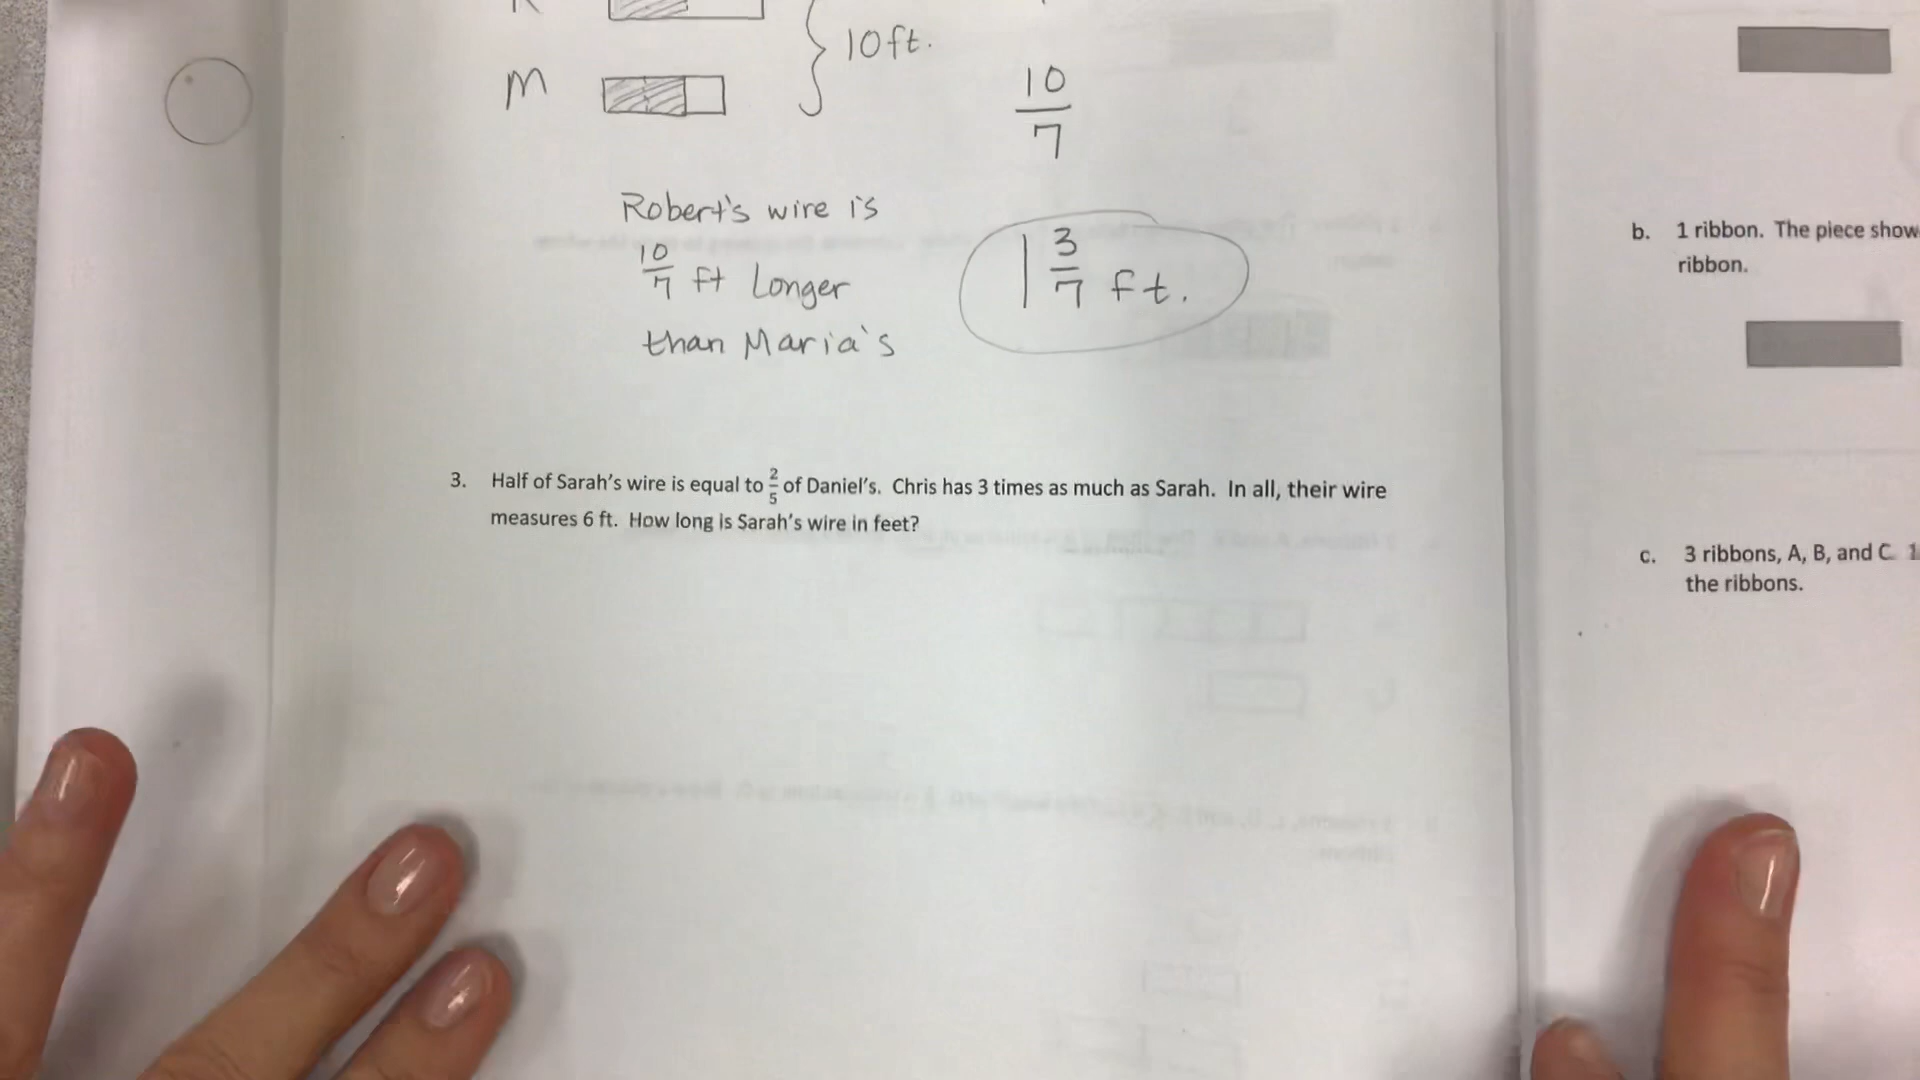 10 ft.
M
10
7
Robert's wire is
10/7 ft Longer
than Maria's
1 3/7 ft.
3. Half of Sarah's wire is equal to 2/5 of Daniel's. Chris has 3 times as much as Sarah. In all, their wire
measures 6 ft. How long is Sarah's wire in feet?
b. 1 ribbon. The piece show
ribbon.
c. 3 ribbons, A, B, and C. 1
the ribbons.